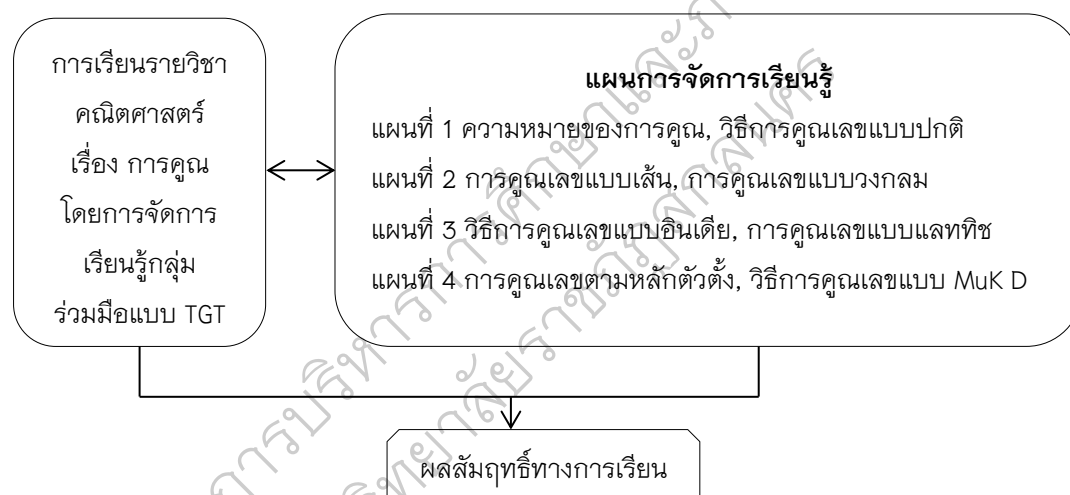 การเรียนรายวิชา
คณิตศาสตร์
เรื่อง การคูณ
โดยการจัดการ
เรียนรู้กลุ่ม
ร่วมมือแบบ TGT
แผนการจัดการเรียนรู้
แผนที่ 1 ความหมายของการคูณ, วิธีการคูณเลขแบบปกติ
แผนที่ 2 การคูณเลขแบบเส้น, การคูณเลขแบบวงกลม
แผนที่ 3 วิธีการคูณเลขแบบอินเดีย, การคูณเลขแบบแลททิช
แผนที่ 4 การคูณเลขตามหลักตัวตั้ง, วิธีการคูณเลขแบบ MuK D
ผลสัมฤทธิ์ทางการเรียน